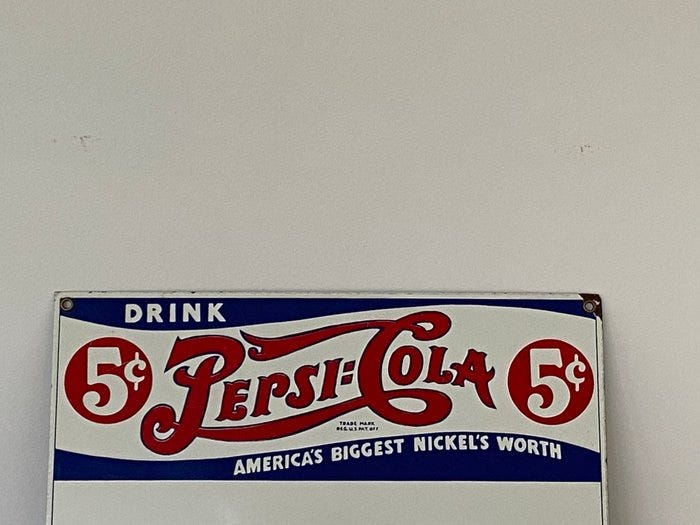 DRINK
5¢ PEPSI=COLA 5¢
TRADE MARK
REG. U.S. PAT. OFF.
AMERICA'S BIGGEST NICKEL'S WORTH